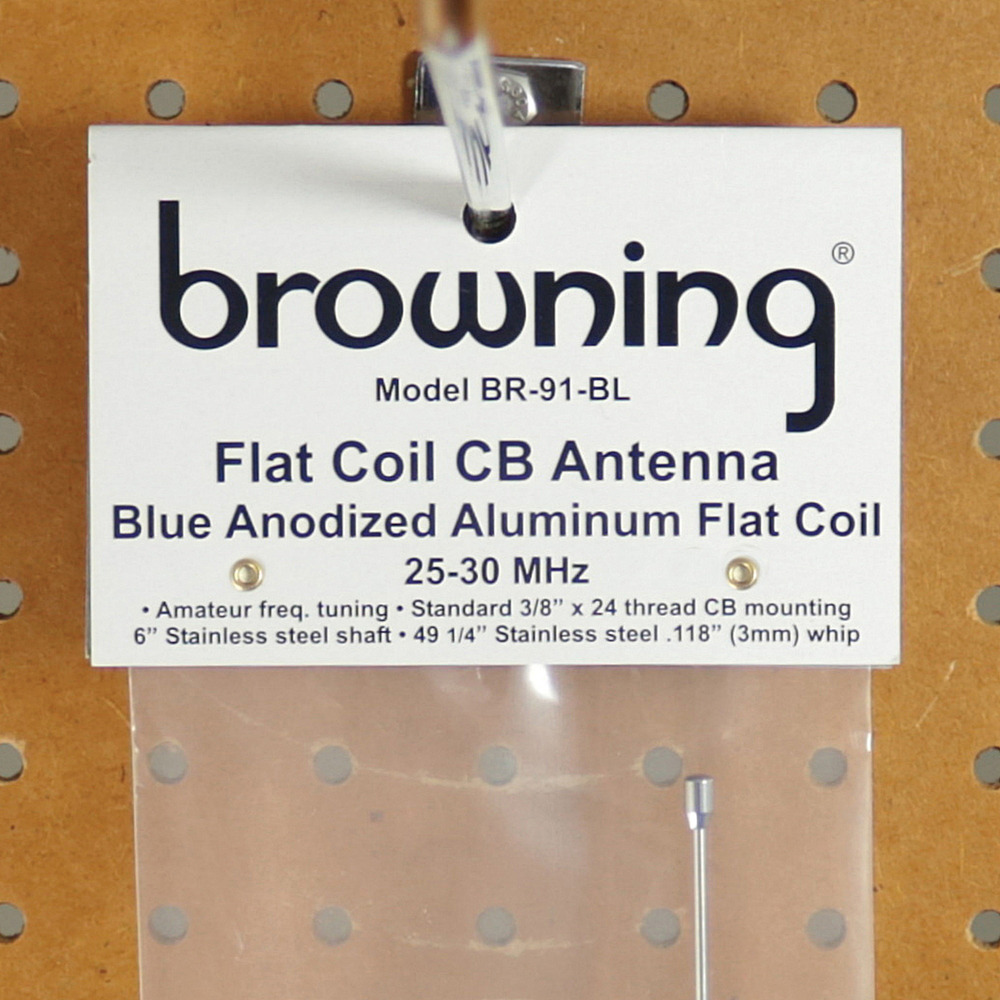 browning®
Model BR-91-BL
Flat Coil CB Antenna
Blue Anodized Aluminum Flat Coil
25-30 MHz
• Amateur freq. tuning • Standard 3/8” x 24 thread CB mounting
6” Stainless steel shaft • 49 1/4” Stainless steel .118” (3mm) whip